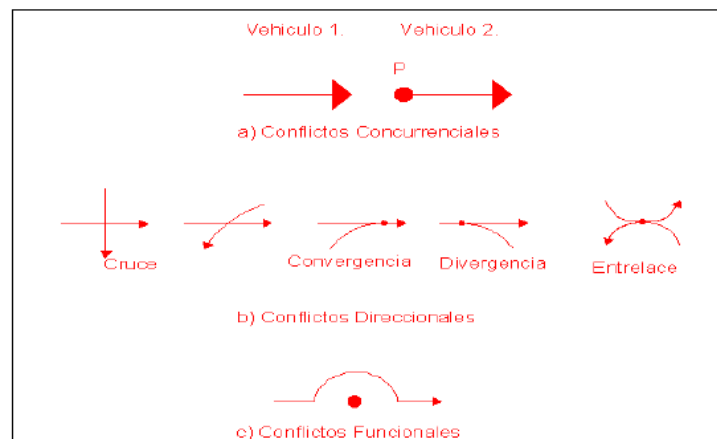 Vehiculo 1. Vehiculo 2.
P
a) Conflictos Concurrenciales
Cruce Convergencia Divergencia Entrelace
b) Conflictos Direccionales
c) Conflictos Funcionales